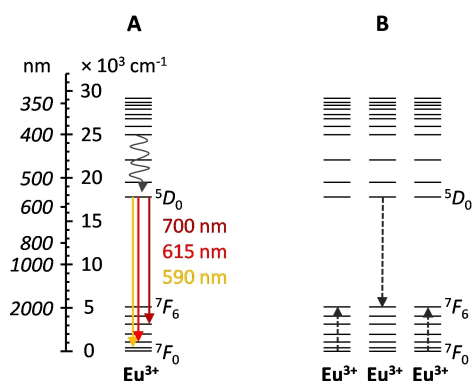 A
B
nm
× 10³ cm⁻¹
30
350
25
400
20
500
⁵D₀
⁵D₀
600
15
700 nm
800
615 nm
1000
10
590 nm
2000
5
⁷F₆
⁷F₆
0
⁷F₀
⁷F₀
Eu³⁺
Eu³⁺ Eu³⁺ Eu³⁺